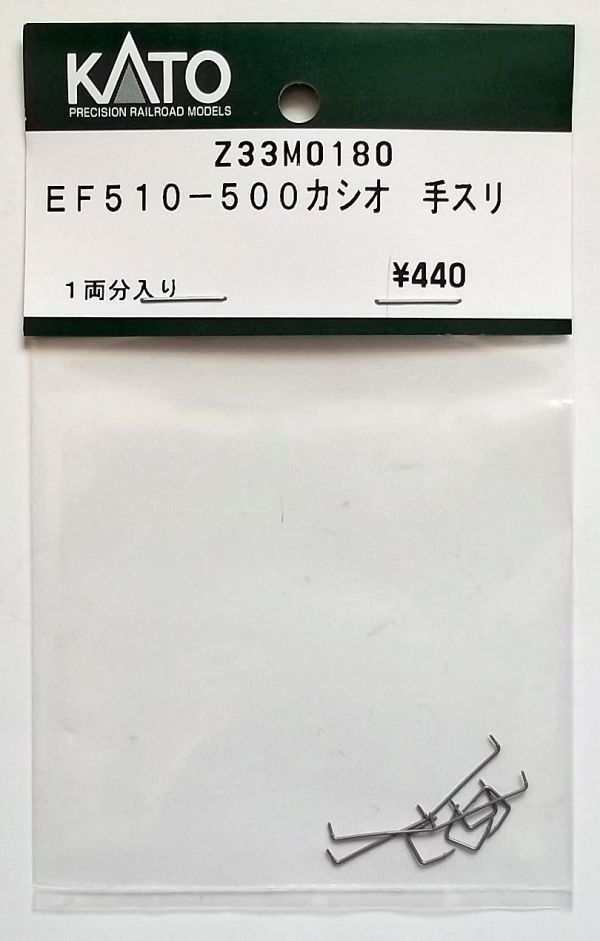 KATO
PRECISION RAILROAD MODELS
Z33M0180
EF510-500カシオ 手スリ
¥440
1両分入り